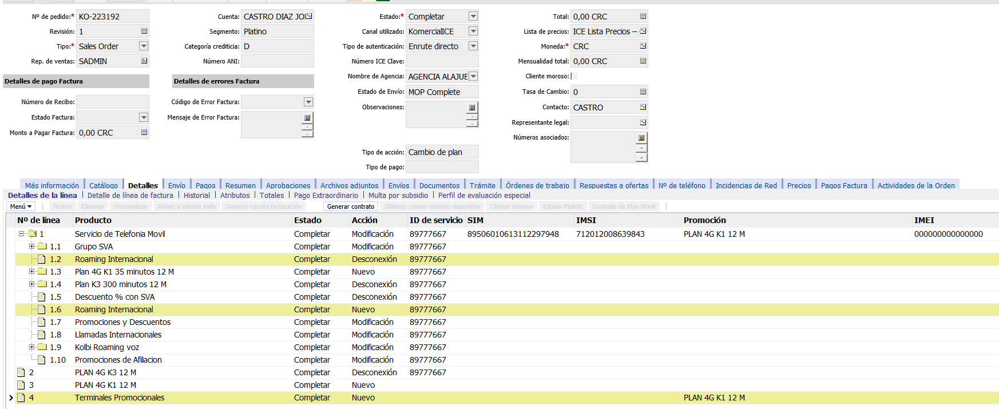 Nº de pedido:* KO-223192 Cuenta: CASTRO DIAZ JO Estado:* Completar Total: 0,00 CRC
Revisión: 1 Segmento: Platino Canal utilizado: KomercialICE Lista de precios: ICE Lista Precios –
Tipo:* Sales Order Categoría crediticia: D Tipo de autenticación: Enrute directo Moneda:* CRC
Rep. de ventas: SADMIN Número ANI: Número ICE Clave: Mensualidad total: 0,00 CRC
Detalles de pago Factura Detalles de errores Factura Nombre de Agencia: AGENCIA ALAJUE Cliente moroso:
Estado de Envío: MOP Complete Tasa de Cambio: 0
Número de Recibo: Código de Error Factura: Observaciones: Contacto: CASTRO
Estado Factura: Mensaje de Error Factura: Representante legal:
Monto a Pagar Factura: 0,00 CRC Números asociados:
Tipo de acción: Cambio de plan
Tipo de pago:
Más información Catálogo Detalles Envío Pagos Resumen Aprobaciones Archivos adjuntos Envíos Documentos Trámite Órdenes de trabajo Respuestas a ofertas Nº de teléfono Incidencias de Red Precios Pagos Factura Actividades de la Orden
Detalles de la línea | Detalle de línea de factura | Historial | Atributos | Totales | Pago Extraordinario | Multa por subsidio | Perfil de evaluación especial
Menú Nuevo Eliminar Personalizar Volver a valorar todo Generar cuenta facturación Generar contrato Obtener primer número disponible Liberar número Estado Pedido Contrato de Plan Movil
Nº de línea Producto Estado Acción ID de servicio SIM IMSI Promoción IMEI
1 Servicio de Telefonia Movil Completar Modificación 89777667 89506010613112297948 712012008639843 PLAN 4G K1 12 M 000000000000000
1.1 Grupo SVA Completar Modificación 89777667
1.2 Roaming Internacional Completar Desconexión 89777667
1.3 Plan 4G K1 35 minutos 12 M Completar Nuevo 89777667
1.4 Plan K3 300 minutos 12 M Completar Desconexión 89777667
1.5 Descuento % con SVA Completar Desconexión 89777667
1.6 Roaming Internacional Completar Nuevo 89777667
1.7 Promociones y Descuentos Completar Modificación 89777667
1.8 Llamadas Internacionales Completar Modificación 89777667
1.9 Kolbi Roaming voz Completar Modificación 89777667
1.10 Promociones de Afiliacion Completar Modificación 89777667
2 PLAN 4G K3 12 M Completar Desconexión 89777667
3 PLAN 4G K1 12 M Completar Nuevo
4 Terminales Promocionales Completar Nuevo PLAN 4G K1 12 M